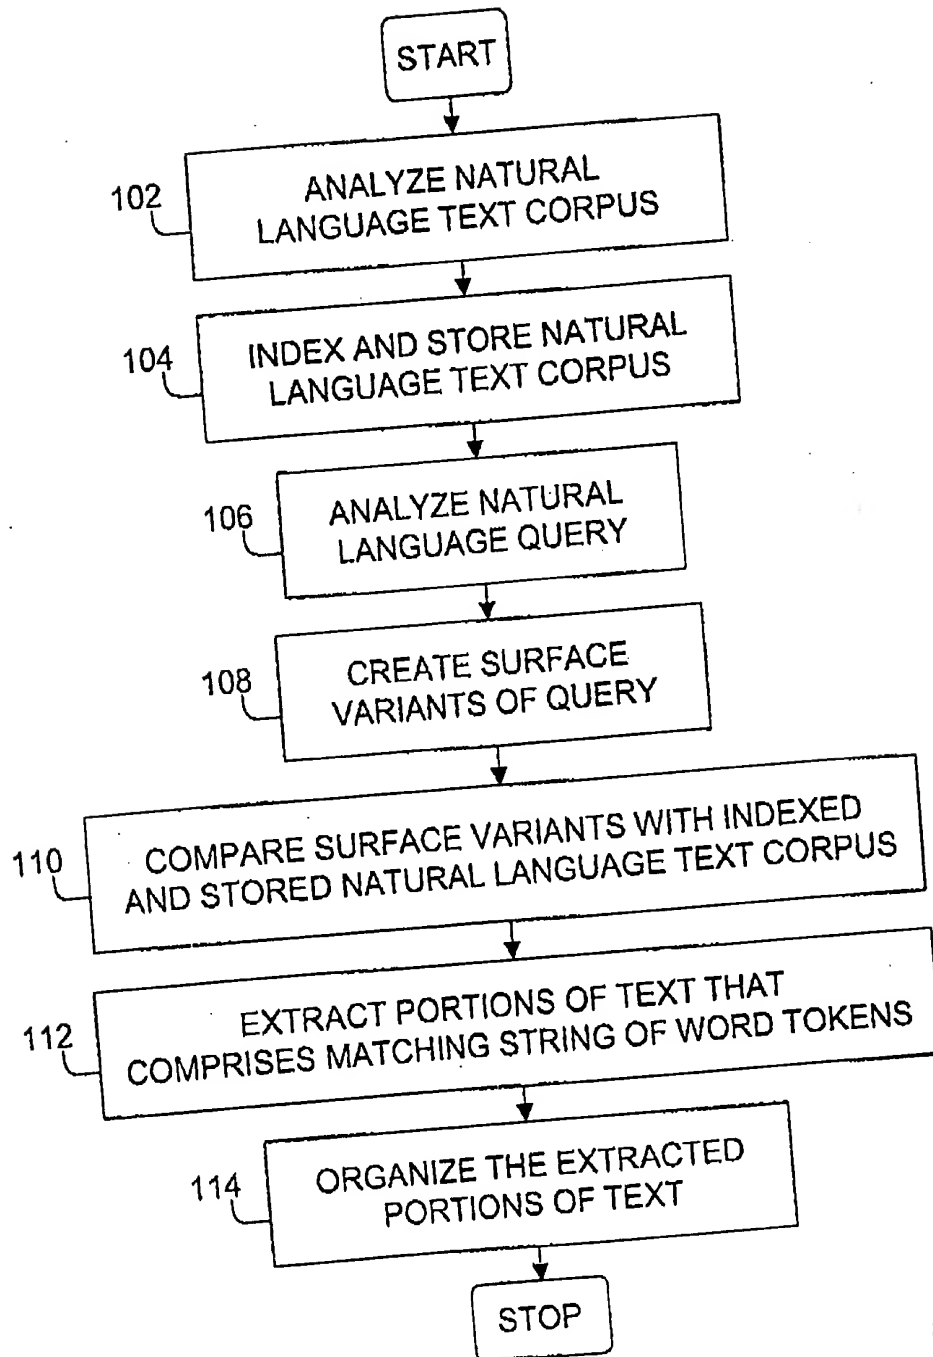 START
102
ANALYZE NATURAL
LANGUAGE TEXT CORPUS
104
INDEX AND STORE NATURAL
LANGUAGE TEXT CORPUS
106
ANALYZE NATURAL
LANGUAGE QUERY
108
CREATE SURFACE
VARIANTS OF QUERY
110
COMPARE SURFACE VARIANTS WITH INDEXED
AND STORED NATURAL LANGUAGE TEXT CORPUS
112
EXTRACT PORTIONS OF TEXT THAT
COMPRISES MATCHING STRING OF WORD TOKENS
114
ORGANIZE THE EXTRACTED
PORTIONS OF TEXT
STOP